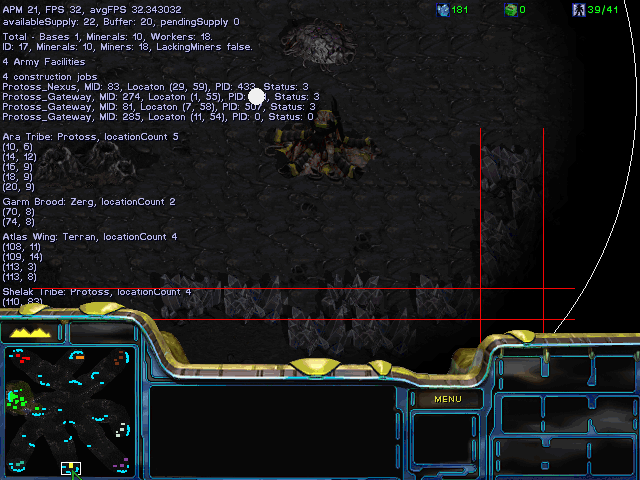 APM 21, FPS 32, avgFPS 32.343032
availableSupply: 22, Buffer: 20, pendingSupply 0
181
0
39/41
Total - Bases 1, Minerals: 10, Workers: 18.
ID: 17, Minerals: 10, Miners: 18, LackingMiners false.
4 Army Facilities
4 construction jobs
Protoss_Nexus, MID: 83, Locaton (29, 59), PID: 433, Status: 3
Protoss_Gateway, MID: 274, Locaton (1, 55), PID: Status: 3
Protoss_Gateway, MID: 81, Locaton (7, 58), PID: 507, Status: 3
Protoss_Gateway, MID: 285, Locaton (11, 54), PID: 0, Status: 0
Ara Tribe: Protoss, locationCount 5
(10, 6)
(14, 12)
(16, 9)
(18, 9)
(20, 9)
Garm Brood: Zerg, locationCount 2
(70, 8)
(74, 8)
Atlas Wing: Terran, locationCount 4
(108, 11)
(109, 14)
(113, 3)
(113, 8)
Shelak Tribe: Protoss, locationCount 4
(110, 83)
MENU